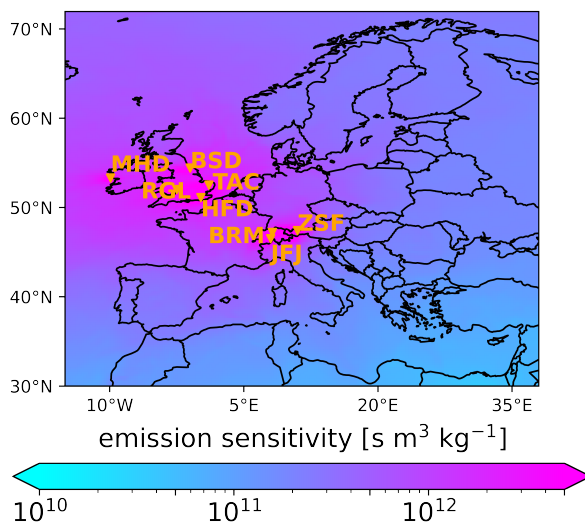 70°N
60°N
50°N
40°N
30°N
MHD
BSD
RGL
TAC
HFD
BRM
ZSF
JFJ
10°W 5°E 20°E 35°E
emission sensitivity [s m³ kg⁻¹]
10¹⁰ 10¹¹ 10¹²